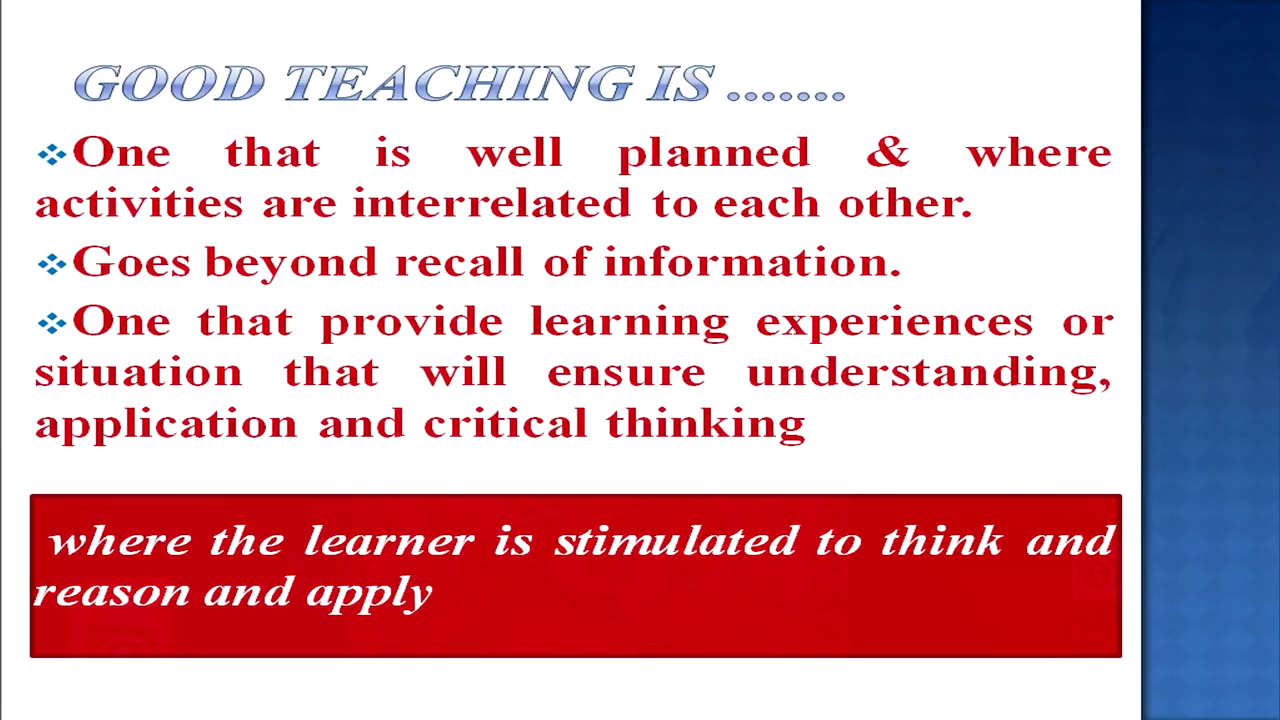 GOOD TEACHING IS .......
❖One that is well planned & where
activities are interrelated to each other.
❖Goes beyond recall of information.
❖One that provide learning experiences or
situation that will ensure understanding,
application and critical thinking
where the learner is stimulated to think and
reason and apply